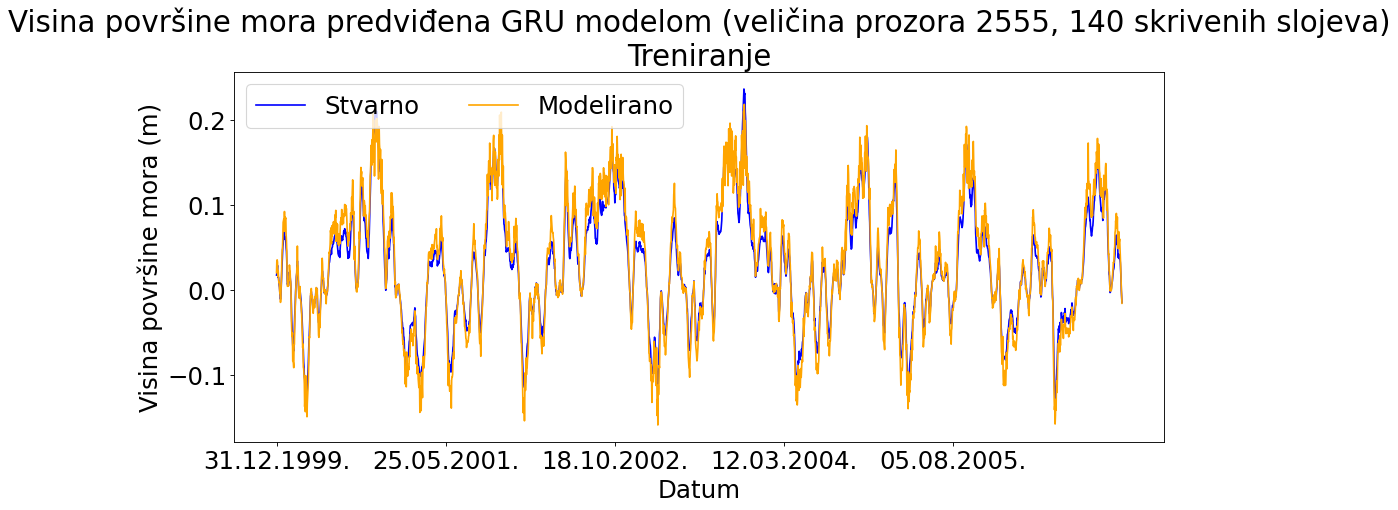 Visina površine mora predviđena GRU modelom (veličina prozora 2555, 140 skrivenih slojeva)
Treniranje
Stvarno
Modelirano
Visina površine mora (m)
0.2
0.1
0.0
−0.1
31.12.1999.
25.05.2001.
18.10.2002.
12.03.2004.
05.08.2005.
Datum